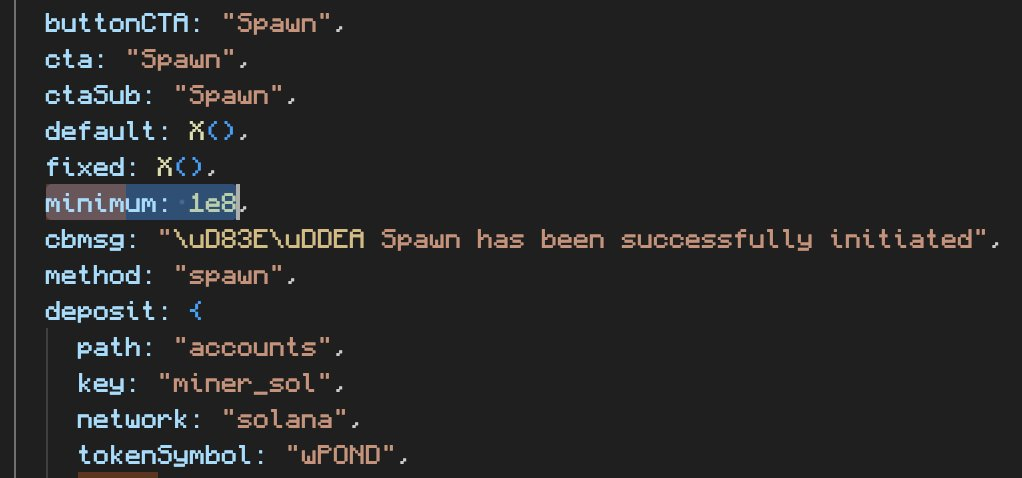 buttonCTA: "Spawn",
cta: "Spawn",
ctaSub: "Spawn",
default: X(),
fixed: X(),
minimum: 1e8,
cbmsg: "\uD83E\uDDEA Spawn has been successfully initiated",
method: "spawn",
deposit: {
path: "accounts",
key: "miner_sol",
network: "solana",
tokenSymbol: "wPOND",